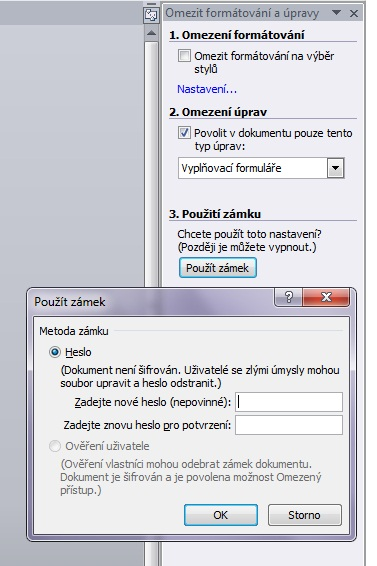 Omezit formátování a úpravy
1. Omezení formátování
Omezit formátování na výběr
stylů
Nastavení...
2. Omezení úprav
Povolit v dokumentu pouze tento
typ úprav:
Vyplňovací formuláře
3. Použití zámku
Chcete použít toto nastavení?
(Později je můžete vypnout.)
Použít zámek
Použít zámek
Metoda zámku
Heslo
(Dokument není šifrován. Uživatelé se zlými úmysly mohou
soubor upravit a heslo odstranit.)
Zadejte nové heslo (nepovinné):
Zadejte znovu heslo pro potvrzení:
Ověření uživatele
(Ověření vlastníci mohou odebrat zámek dokumentu.
Dokument je šifrován a je povolena možnost Omezený
přístup.)
OK
Storno